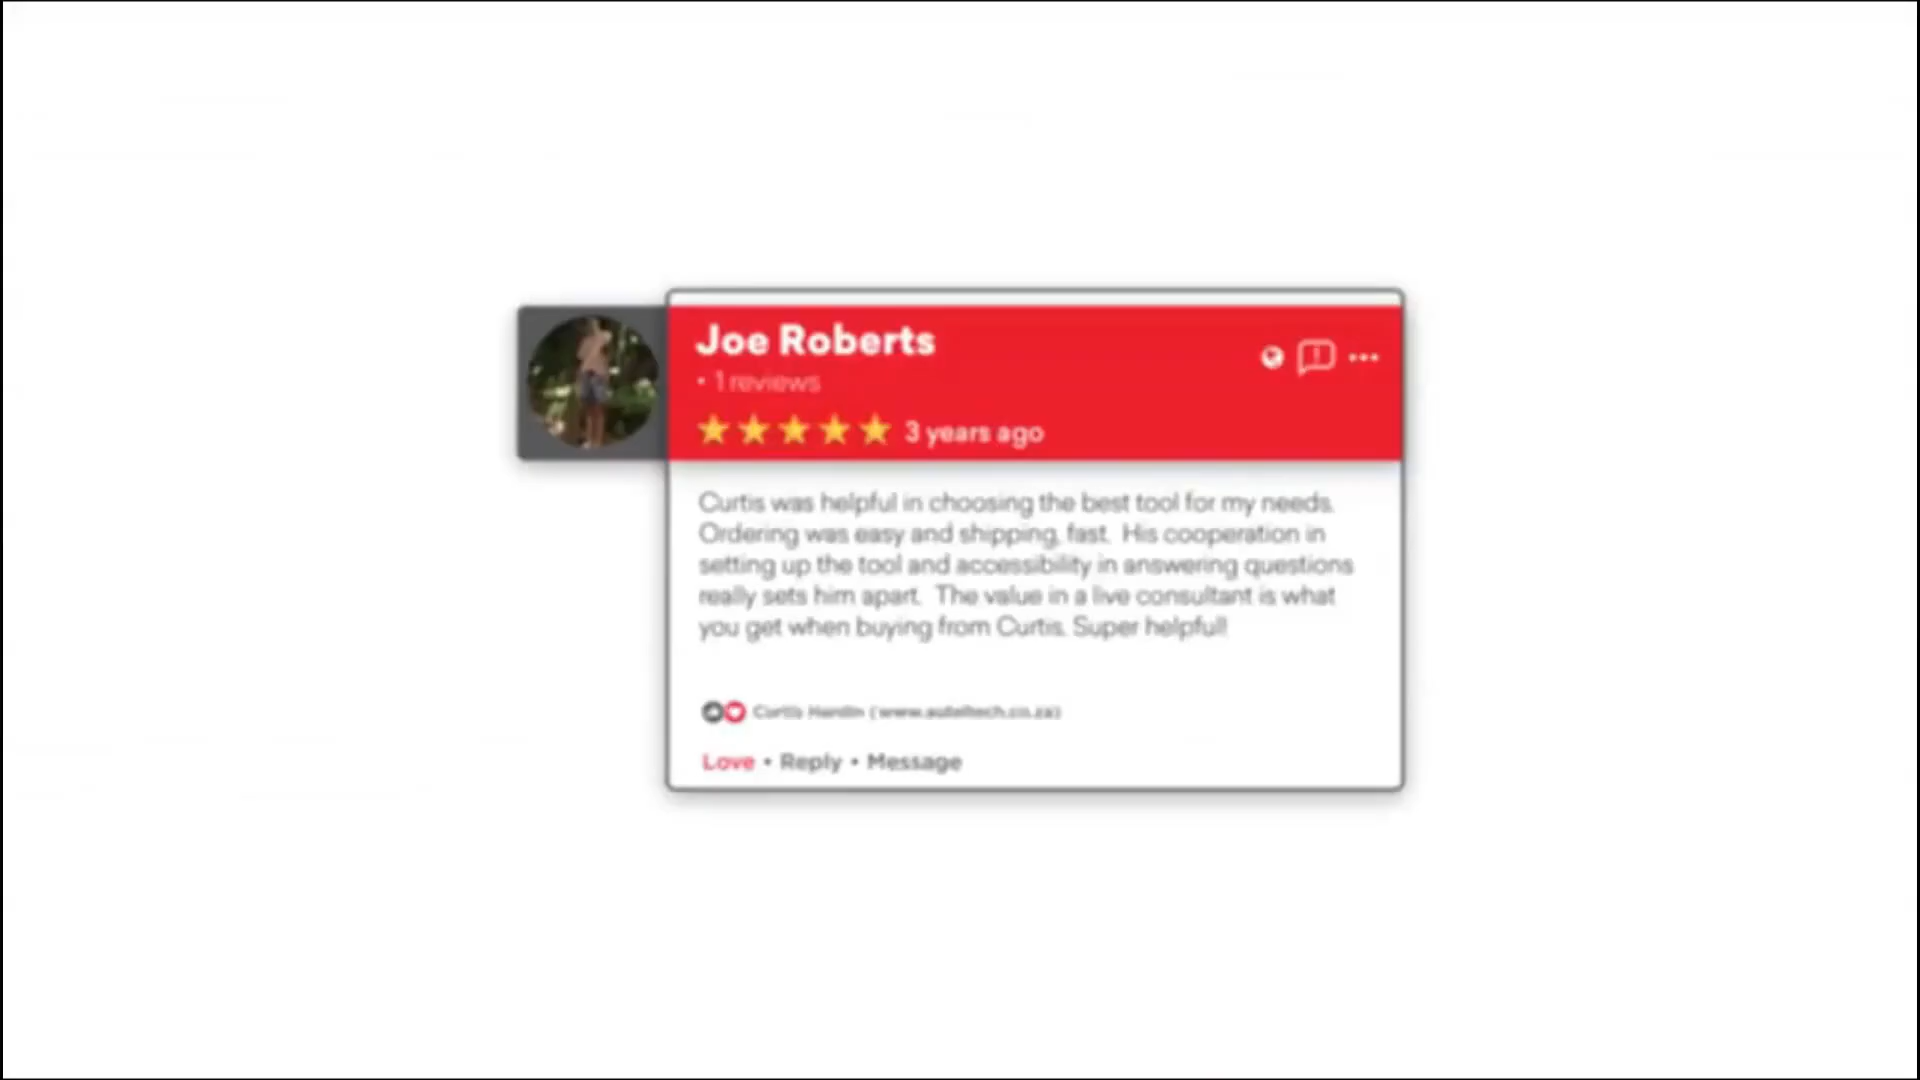 Joe Roberts
• 1 reviews
3 years ago
Curtis was helpful in choosing the best tool for my needs.
Ordering was easy and shipping, fast. His cooperation in
setting up the tool and accessibility in answering questions
really sets him apart. The value in a live consultant is what
you get when buying from Curtis. Super helpful!
Curtis Hardin
Love • Reply • Message